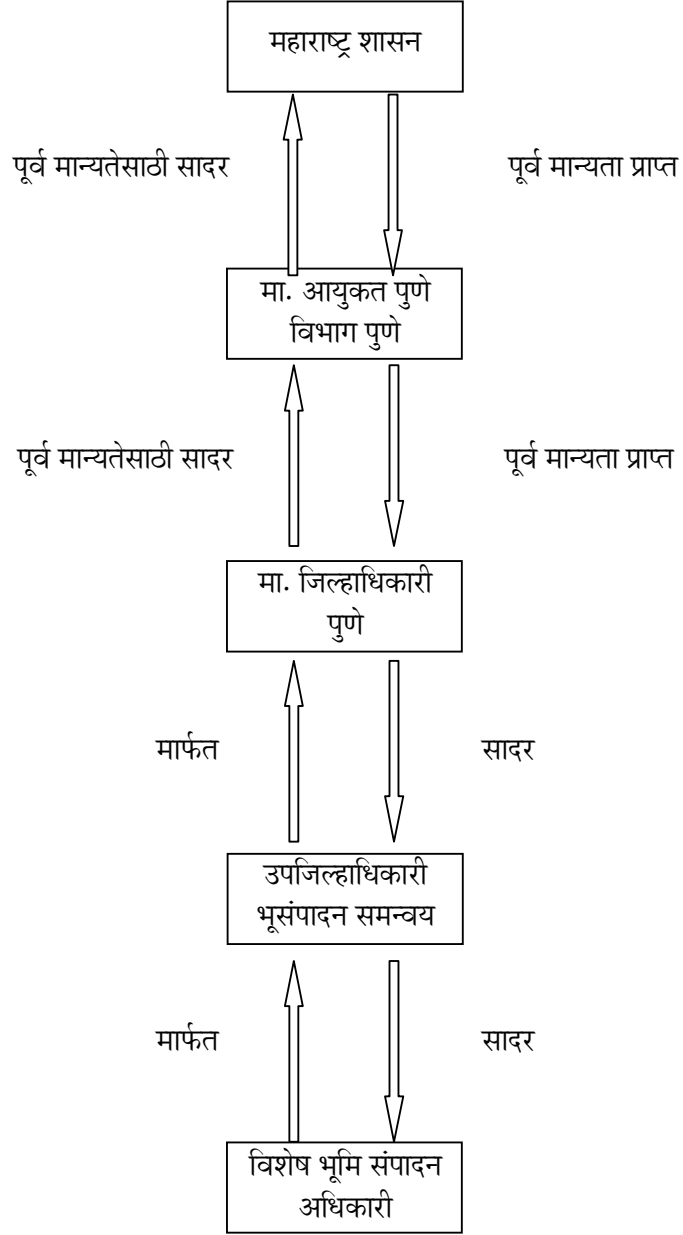 महाराष्ट्र शासन
पूर्व मान्यतेसाठी सादर
पूर्व मान्यता प्राप्त
मा. आयुकत पुणे
विभाग पुणे
पूर्व मान्यतेसाठी सादर
पूर्व मान्यता प्राप्त
मा. जिल्हाधिकारी
पुणे
मार्फत
सादर
उपजिल्हाधिकारी
भूसंपादन समन्वय
मार्फत
सादर
विशेष भूमि संपादन
अधिकारी